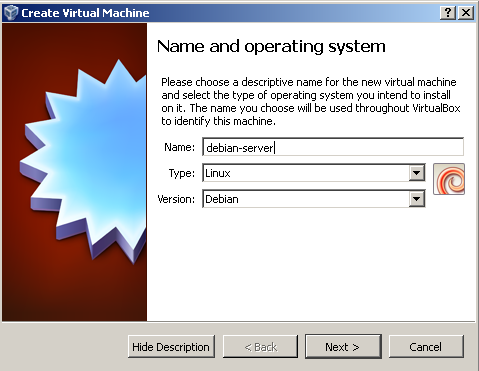 Create Virtual Machine
Name and operating system
Please choose a descriptive name for the new virtual machine
and select the type of operating system you intend to install
on it. The name you choose will be used throughout VirtualBox
to identify this machine.
Name: debian-server
Type: Linux
Version: Debian
Hide Description < Back Next > Cancel